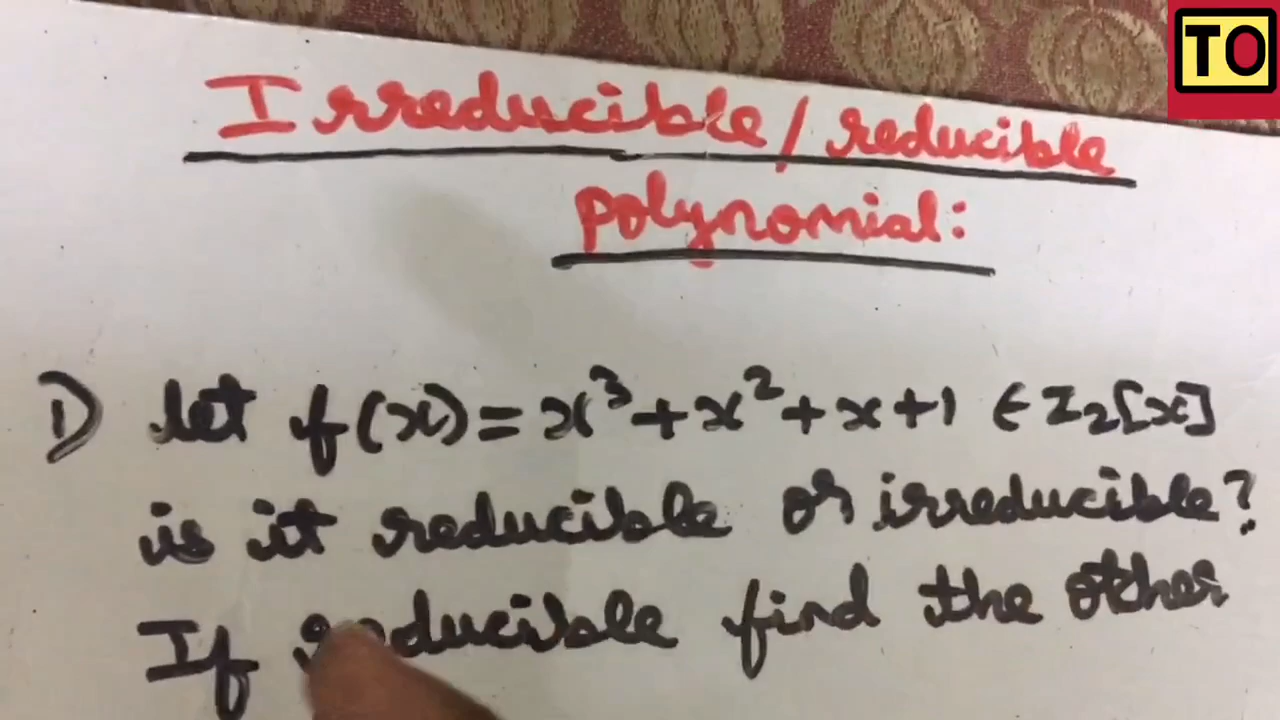 TO
Irreducible/reducible
polynomial:
1) let f(x)=x³+x²+x+1 ∈ Z₂[x]
is it reducible or irreducible?
If reducible find the other